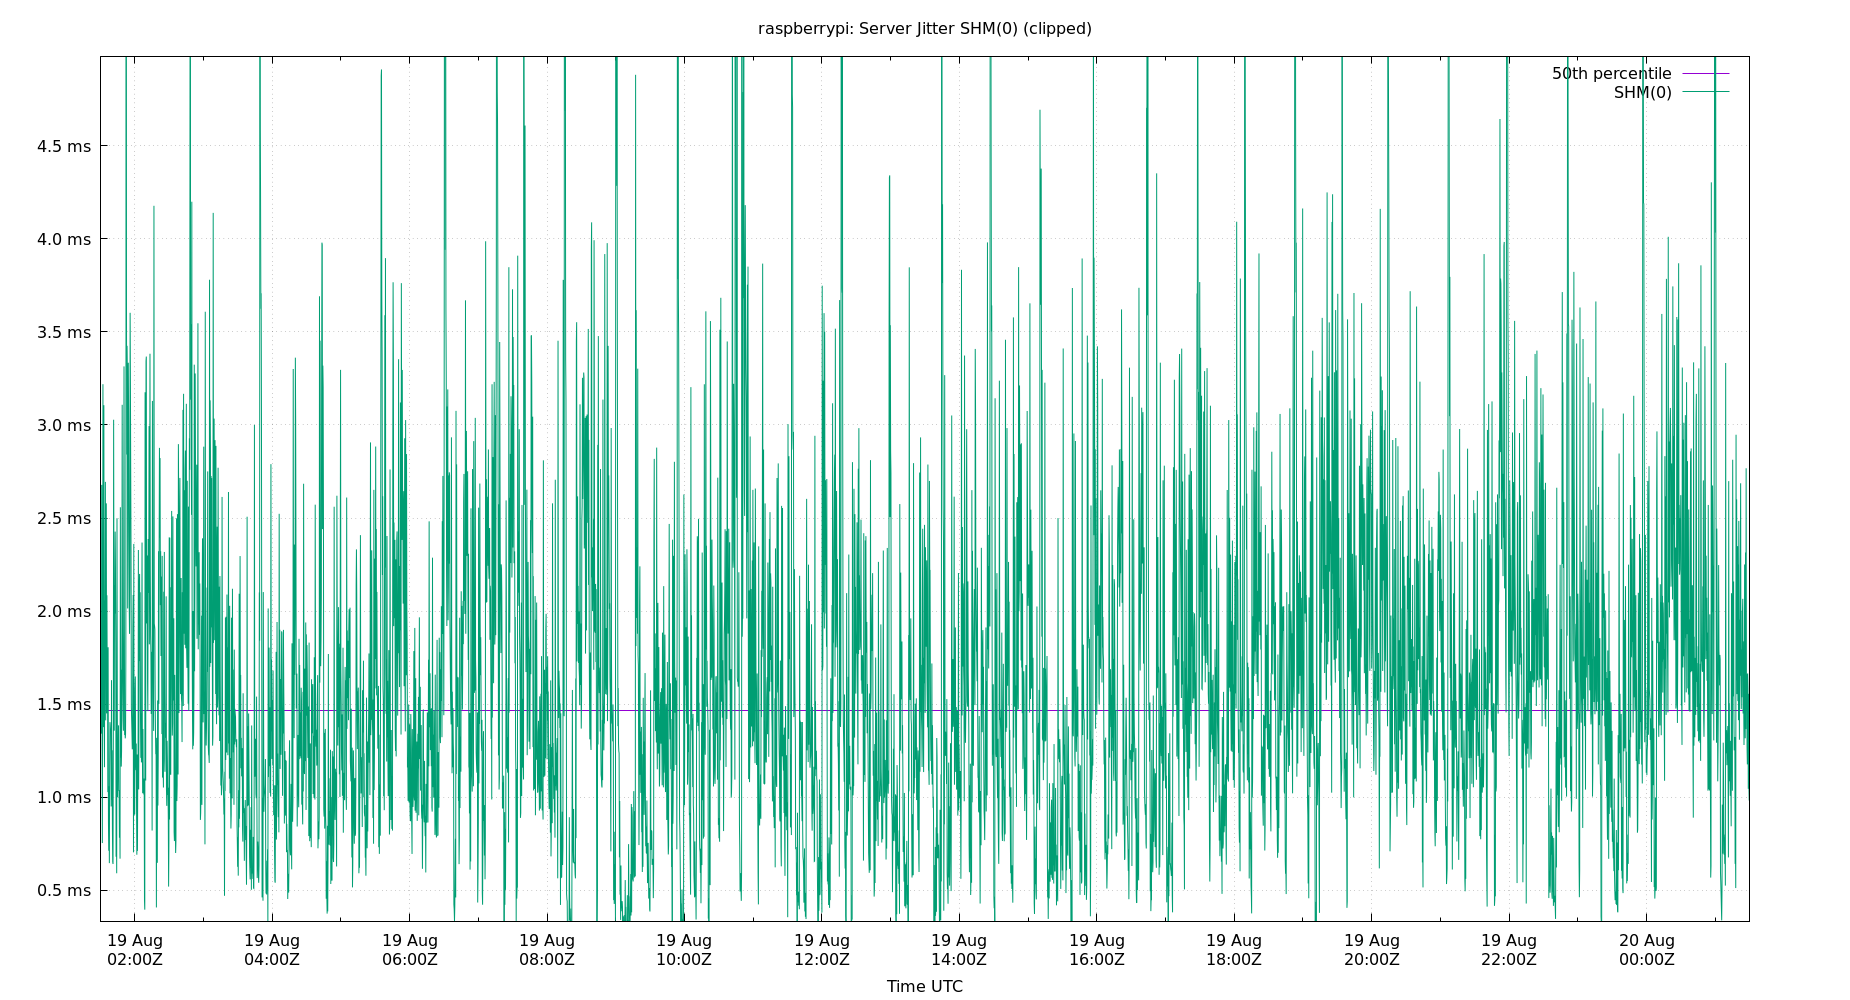 raspberrypi: Server Jitter SHM(0) (clipped)
50th percentile
SHM(0)
4.5 ms
4.0 ms
3.5 ms
3.0 ms
2.5 ms
2.0 ms
1.5 ms
1.0 ms
0.5 ms
19 Aug 19 Aug 19 Aug 19 Aug 19 Aug 19 Aug 19 Aug 19 Aug 19 Aug 19 Aug 19 Aug 20 Aug
02:00Z 04:00Z 06:00Z 08:00Z 10:00Z 12:00Z 14:00Z 16:00Z 18:00Z 20:00Z 22:00Z 00:00Z
Time UTC